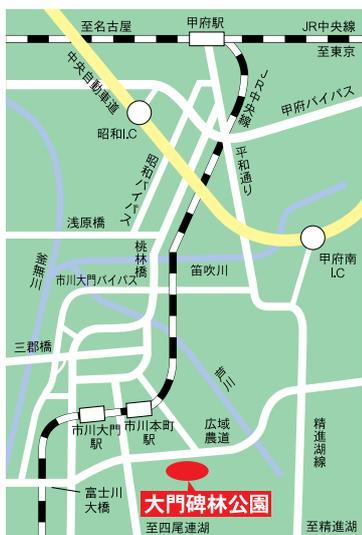 至名古屋
甲府駅
JR中央線
至東京
中央自動車道
JR中央線
昭和I.C
甲府バイパス
昭和バイパス
平和通り
浅原橋
釜無川
桃林橋
笛吹川
甲府南
I.C
市川大門バイパス
三郡橋
芦川
市川大門
駅
市川本町
駅
広域
農道
精進湖線
富士川
大橋
大門碑林公園
至四尾連湖
至精進湖